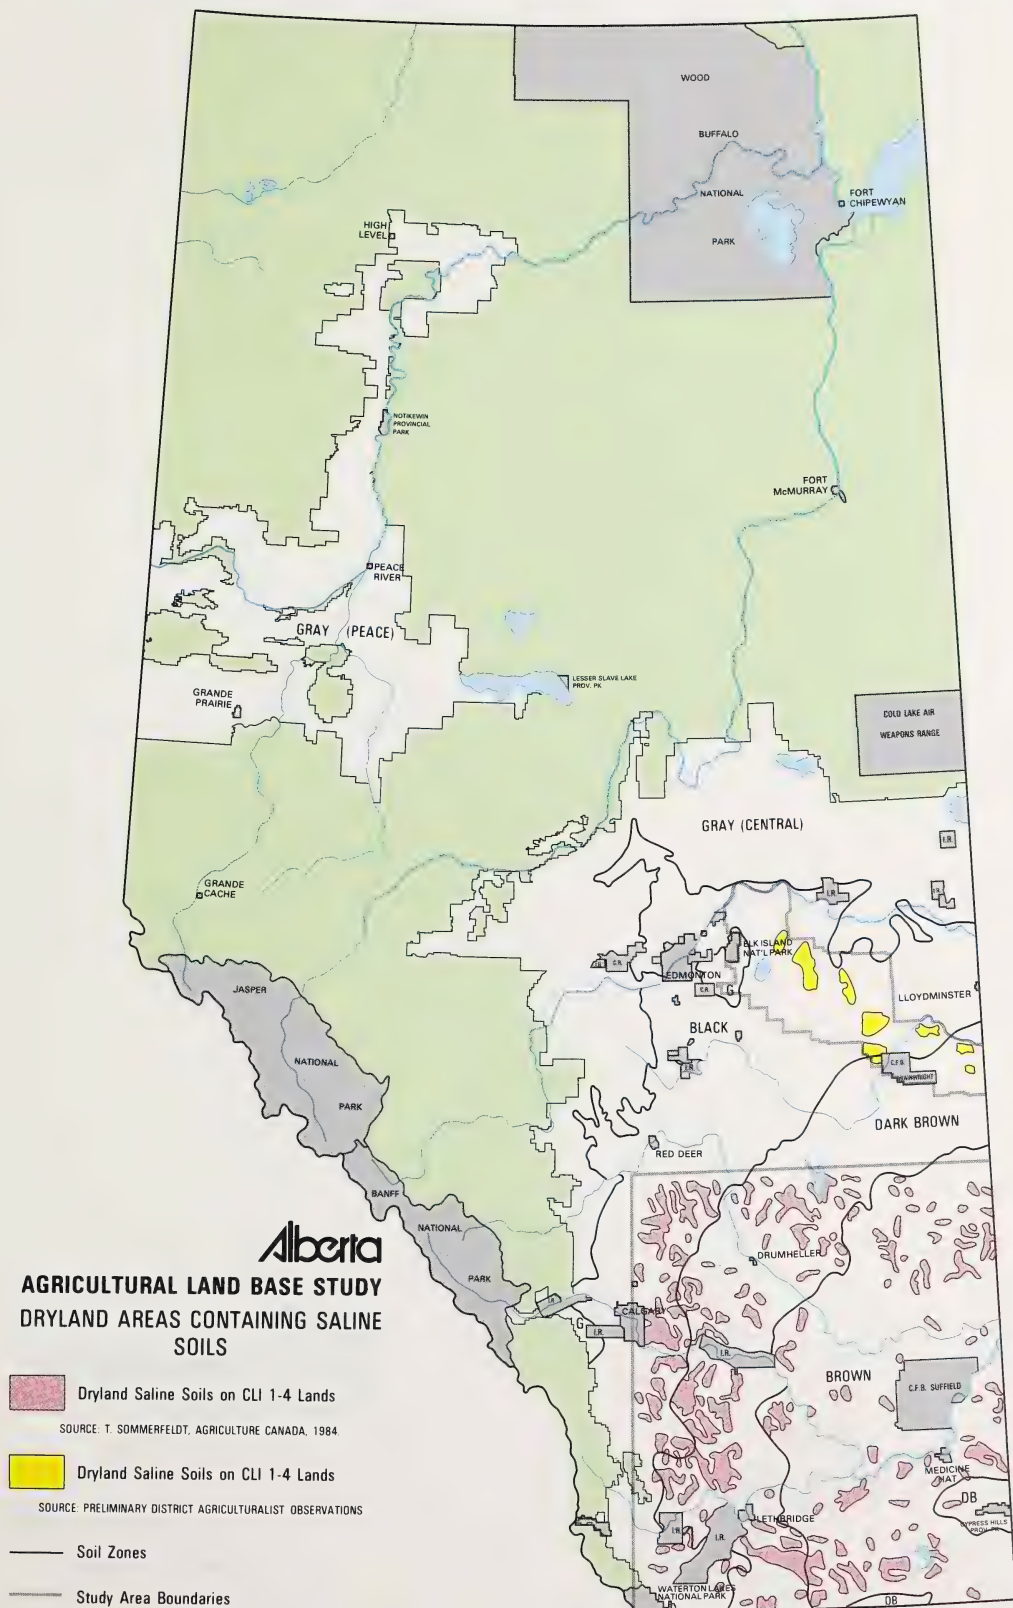 WOOD
BUFFALO
NATIONAL
PARK
FORT
CHIPEWYAN
HIGH
LEVEL
NOTIKEWIN
PROVINCIAL
PARK
FORT
McMURRAY
PEACE
RIVER
GRAY (PEACE)
LESSER SLAVE LAKE
PROV. PK
GRANDE
PRAIRIE
COLD LAKE AIR
WEAPONS RANGE
GRAY (CENTRAL)
I.R.
GRANDE
CACHE
I.R.
I.R.
ELK ISLAND
NAT'L PARK
I.R.
C.R.
EDMONTON
C.R.
G
JASPER
LLOYDMINSTER
BLACK
NATIONAL
I.R.
C.F.B.
WAINWRIGHT
PARK
DARK BROWN
RED DEER
BANFF
NATIONAL
DRUMHELLER
PARK
I.R.
CALGARY
G
I.R.
I.R.
BROWN
C.F.B. SUFFIELD
MEDICINE
HAT
DB
CYPRESS HILLS
PROV. PK
LETHBRIDGE
I.R.
I.R.
WATERTON LAKES
NATIONAL PARK
DB
Alberta
AGRICULTURAL LAND BASE STUDY
DRYLAND AREAS CONTAINING SALINE
SOILS
Dryland Saline Soils on CLI 1-4 Lands
SOURCE: T. SOMMERFELDT, AGRICULTURE CANADA, 1984.
Dryland Saline Soils on CLI 1-4 Lands
SOURCE: PRELIMINARY DISTRICT AGRICULTURALIST OBSERVATIONS
Soil Zones
Study Area Boundaries